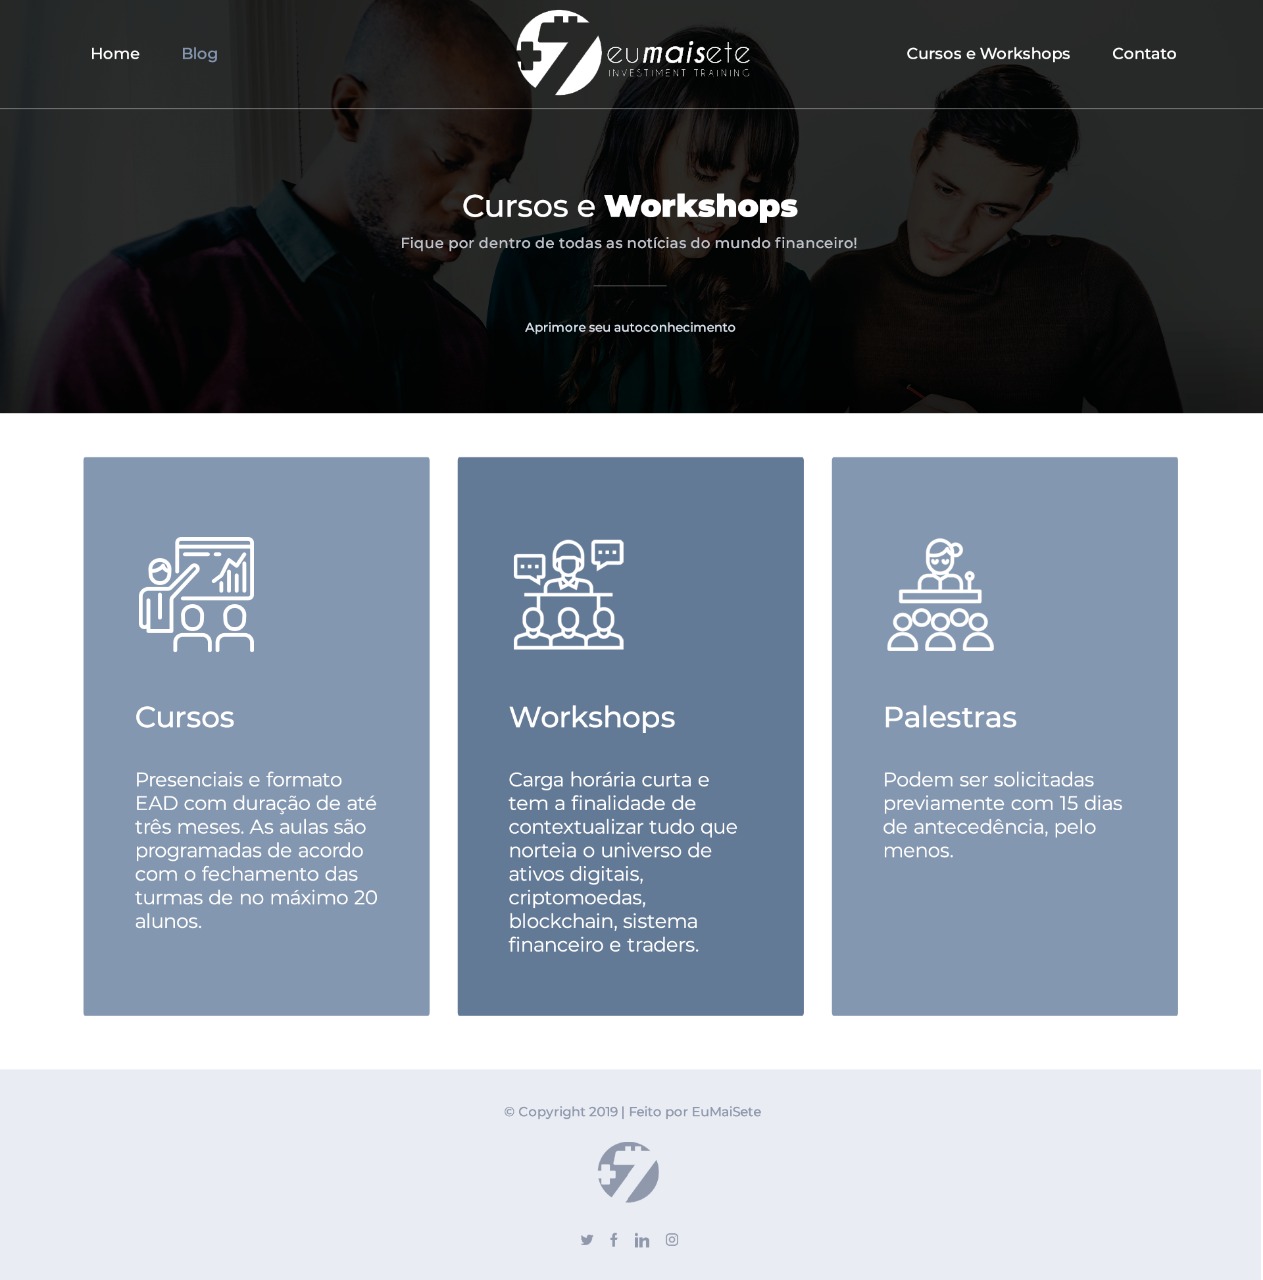 Home
Blog
eumaissete
INVESTIMENT TRAINING
Cursos e Workshops
Contato
Cursos e Workshops
Fique por dentro de todas as notícias do mundo financeiro!
Aprimore seu autoconhecimento
Cursos
Presenciais e formato
EAD com duração de até
três meses. As aulas são
programadas de acordo
com o fechamento das
turmas de no máximo 20
alunos.
Workshops
Carga horária curta e
tem a finalidade de
contextualizar tudo que
norteia o universo de
ativos digitais,
criptomoedas,
blockchain, sistema
financeiro e traders.
Palestras
Podem ser solicitadas
previamente com 15 dias
de antecedência, pelo
menos.
© Copyright 2019 | Feito por EuMaiSete